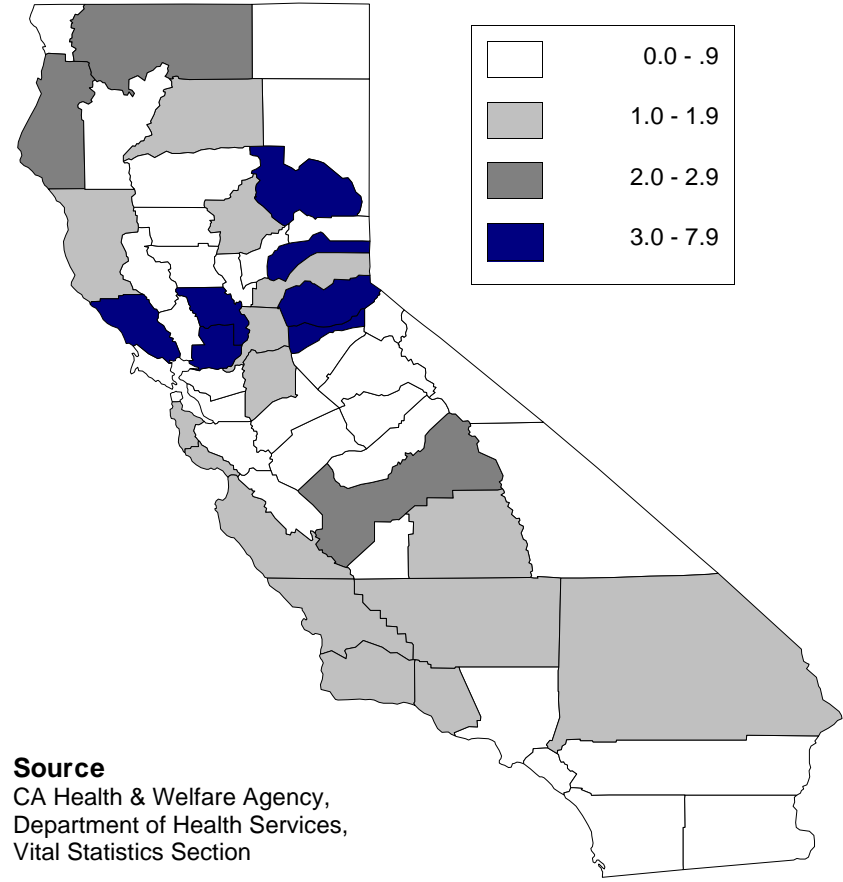 0.0 - .9
1.0 - 1.9
2.0 - 2.9
3.0 - 7.9
Source
CA Health & Welfare Agency,
Department of Health Services,
Vital Statistics Section